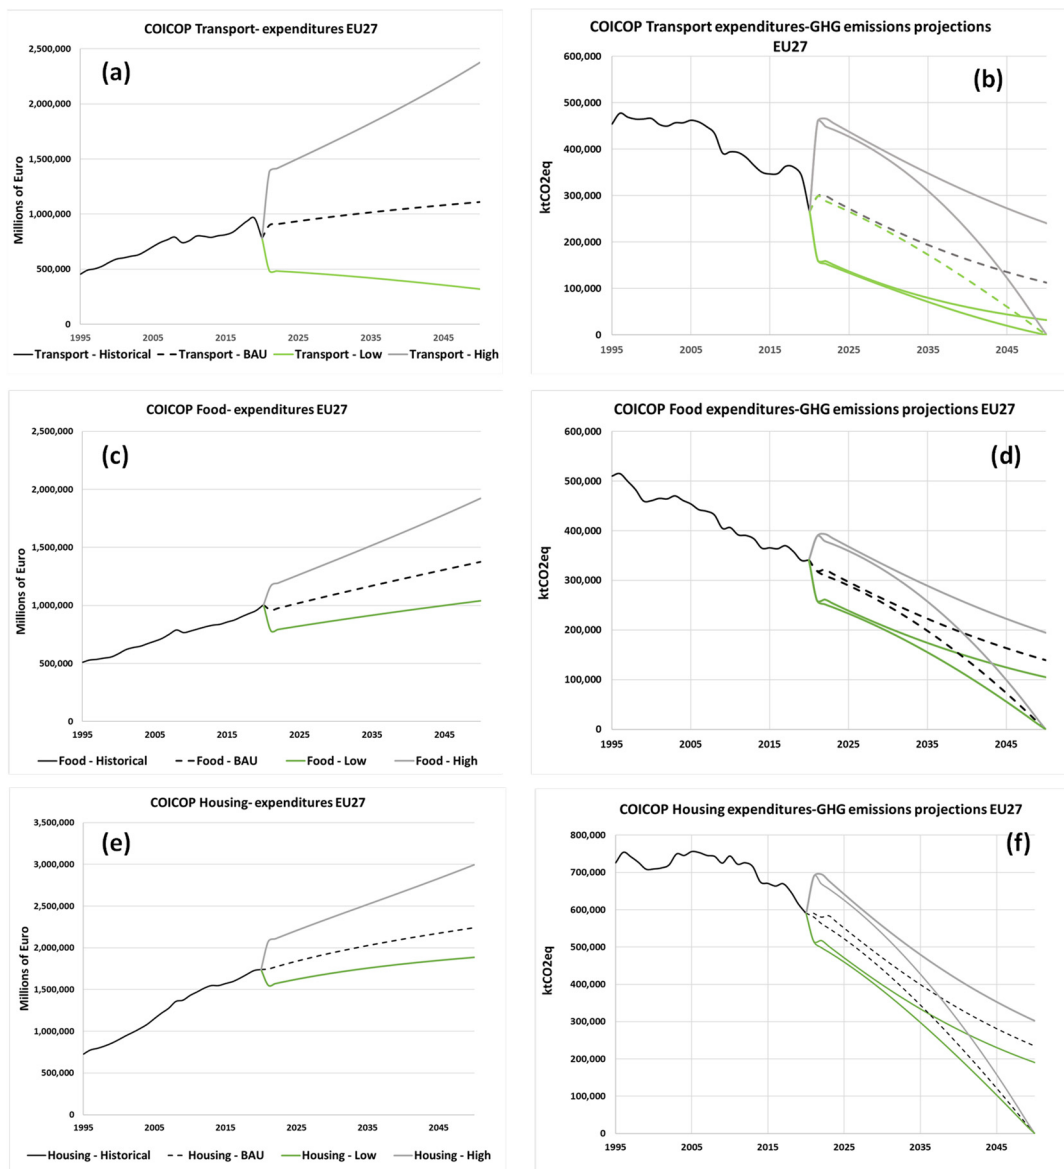 COICOP Transport- expenditures EU27
(a)
2,500,000
2,000,000
1,500,000
1,000,000
500,000
0
Millions of Euro
1995 2005 2015 2025 2035 2045
Transport - Historical Transport - BAU Transport - Low Transport - High
COICOP Transport expenditures-GHG emissions projections
EU27
(b)
600,000
500,000
400,000
300,000
200,000
100,000
0
ktCO2eq
1995 2005 2015 2025 2035 2045
COICOP Food- expenditures EU27
(c)
2,500,000
2,000,000
1,500,000
1,000,000
500,000
0
Millions of Euro
1995 2005 2015 2025 2035 2045
Food - Historical Food - BAU Food - Low Food - High
COICOP Food expenditures-GHG emissions projections EU27
(d)
600,000
500,000
400,000
300,000
200,000
100,000
0
ktCO2eq
1995 2005 2015 2025 2035 2045
COICOP Housing- expenditures EU27
(e)
3,500,000
3,000,000
2,500,000
2,000,000
1,500,000
1,000,000
500,000
0
Millions of Euro
1995 2005 2015 2025 2035 2045
Housing - Historical Housing - BAU Housing - Low Housing - High
COICOP Housing expenditures-GHG emissions projections EU27
(f)
800,000
700,000
600,000
500,000
400,000
300,000
200,000
100,000
0
ktCO2eq
1995 2005 2015 2025 2035 2045